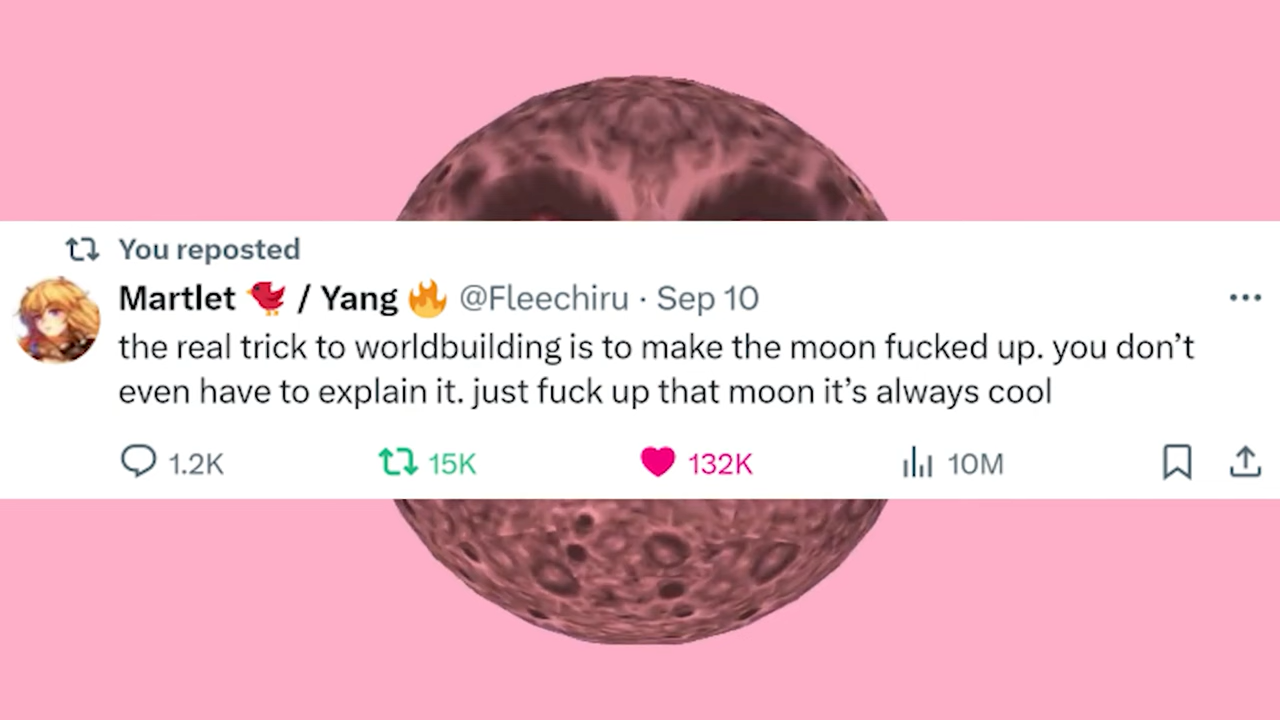 You reposted
Martlet 🐦 / Yang 🔥 @Fleechiru · Sep 10
the real trick to worldbuilding is to make the moon fucked up. you don’t
even have to explain it. just fuck up that moon it’s always cool
1.2K 15K 132K 10M